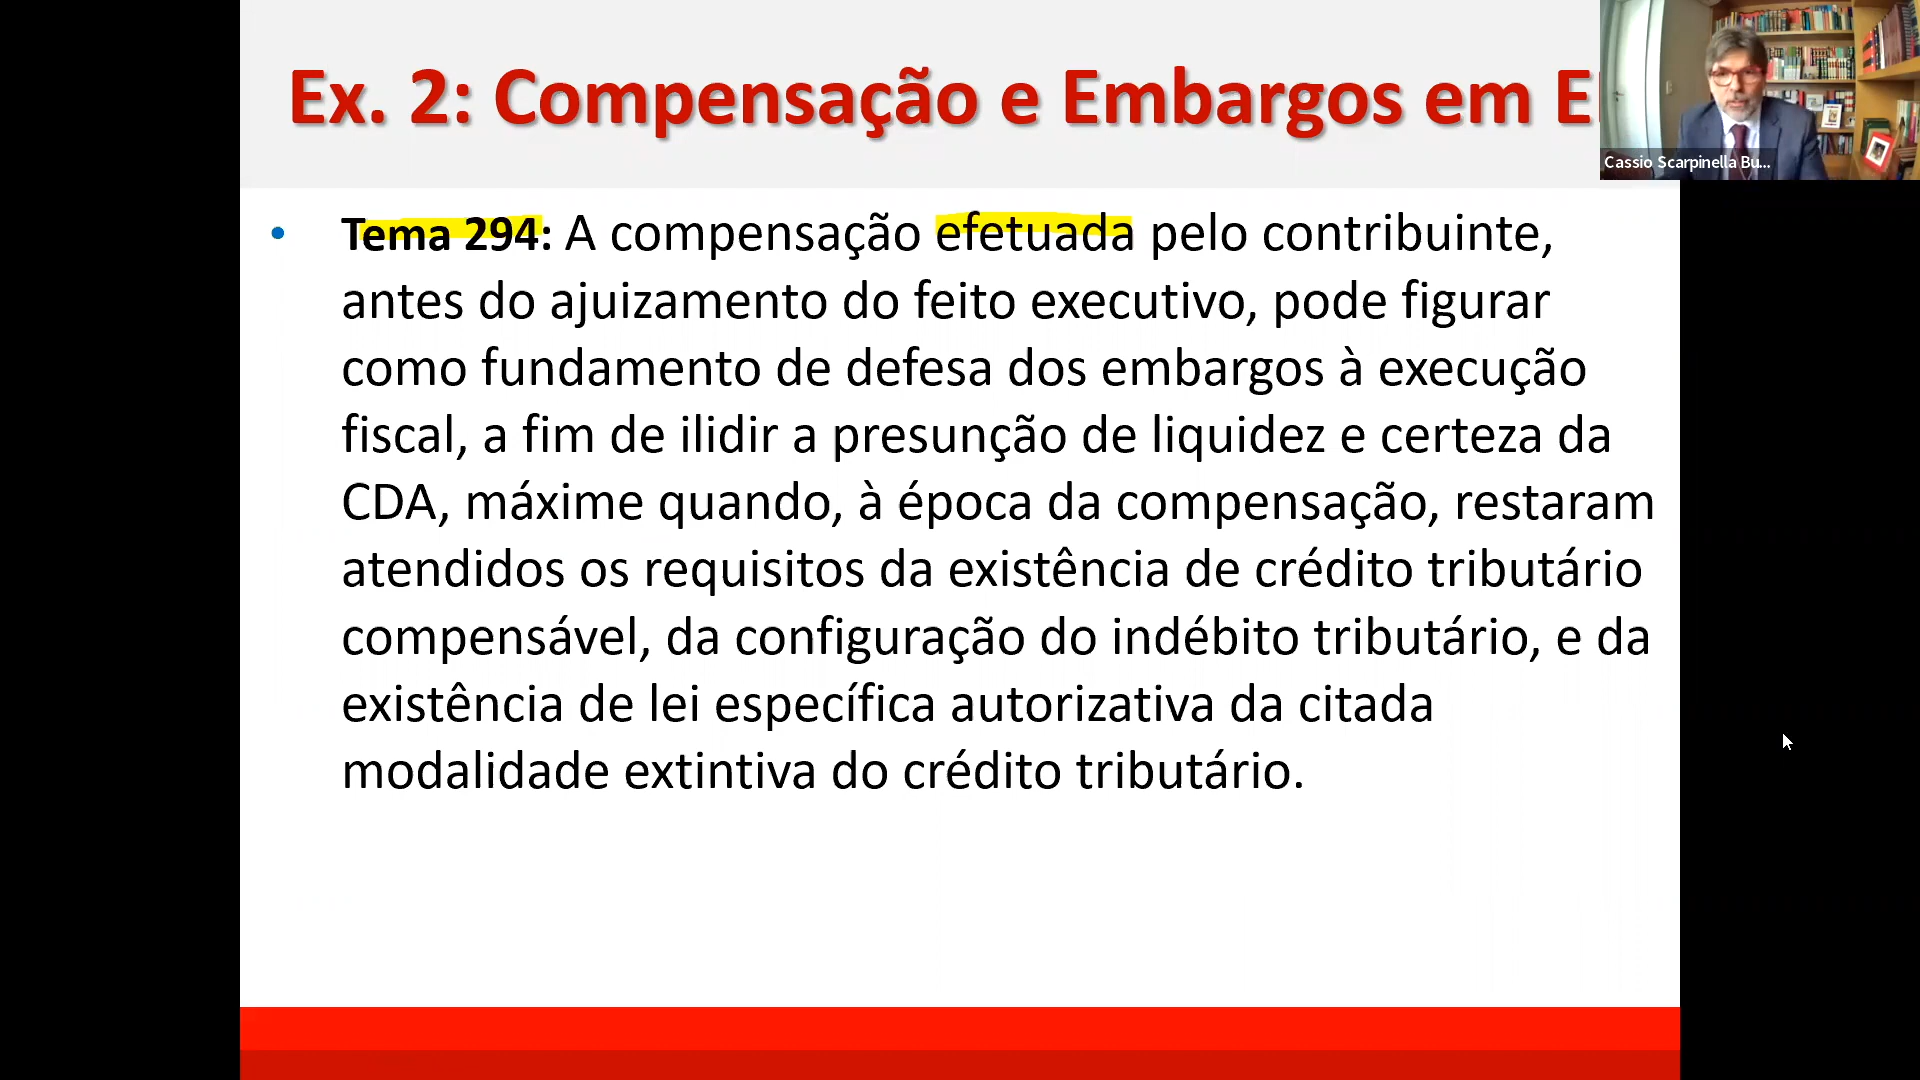 Ex. 2: Compensação e Embargos em E
Cassio Scarpinella Bu...
• Tema 294: A compensação efetuada pelo contribuinte,
antes do ajuizamento do feito executivo, pode figurar
como fundamento de defesa dos embargos à execução
fiscal, a fim de ilidir a presunção de liquidez e certeza da
CDA, máxime quando, à época da compensação, restaram
atendidos os requisitos da existência de crédito tributário
compensável, da configuração do indébito tributário, e da
existência de lei específica autorizativa da citada
modalidade extintiva do crédito tributário.